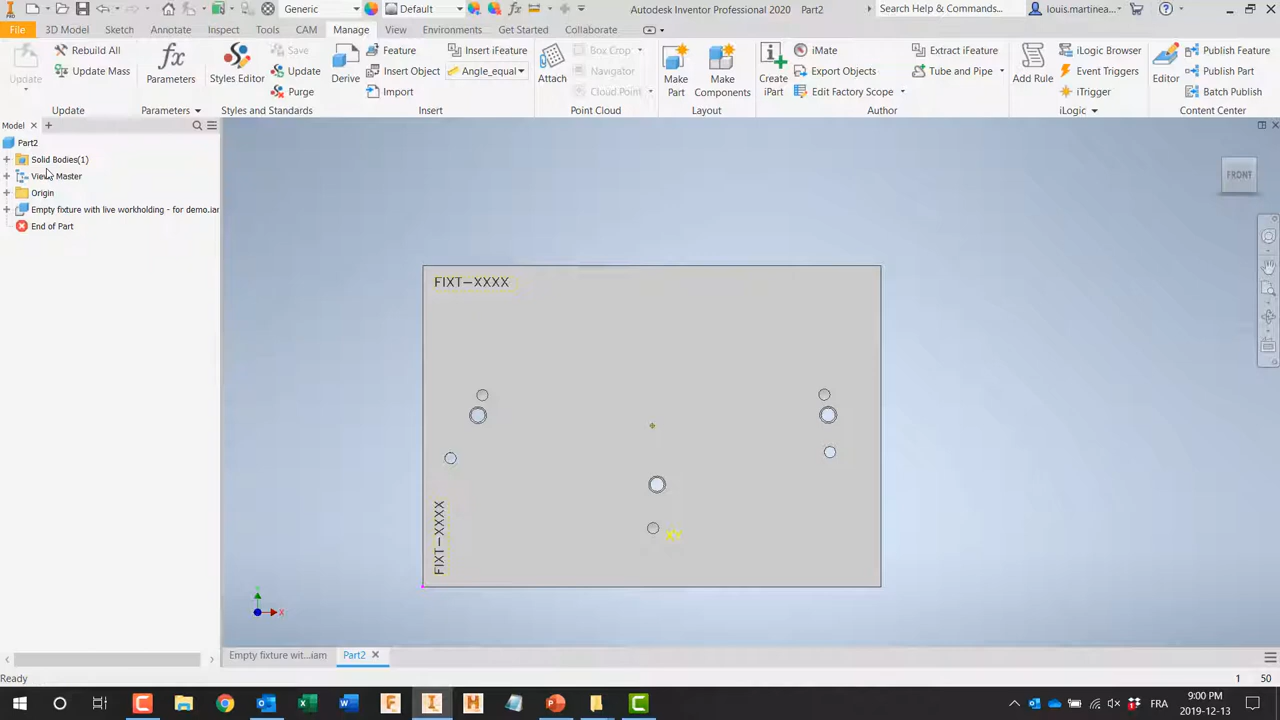 Generic
Default
Autodesk Inventor Professional 2020
Part2
Search Help & Commands...
louis.martinea...
PRO
File
3D Model
Sketch
Annotate
Inspect
Tools
Manage
CAM
View
Environments
Get Started
Collaborate
Update
Rebuild All
Update Mass
Update
fx
Parameters
Parameters
Styles Editor
Save
Update
Purge
Styles and Standards
Derive
Feature
Insert Object
Import
Insert iFeature
Angle_equal
Insert
Attach
Box Crop
Navigator
Cloud Point
Point Cloud
Make
Part
Make
Components
Layout
Create
iPart
iMate
Export Objects
Edit Factory Scope
Extract iFeature
Tube and Pipe
Author
Add Rule
iLogic Browser
Event Triggers
iTrigger
iLogic
Editor
Publish Feature
Publish Part
Batch Publish
Content Center
Model
Part2
Solid Bodies(1)
View: Master
Origin
Empty fixture with live workholding - for demo.iam
End of Part
FRONT
FIXT-XXXX
FIXT-XXXX
XY
Y
X
Empty fixture wit...iam
Part2
Ready
1
50
FR
9:00 PM
2019-12-13